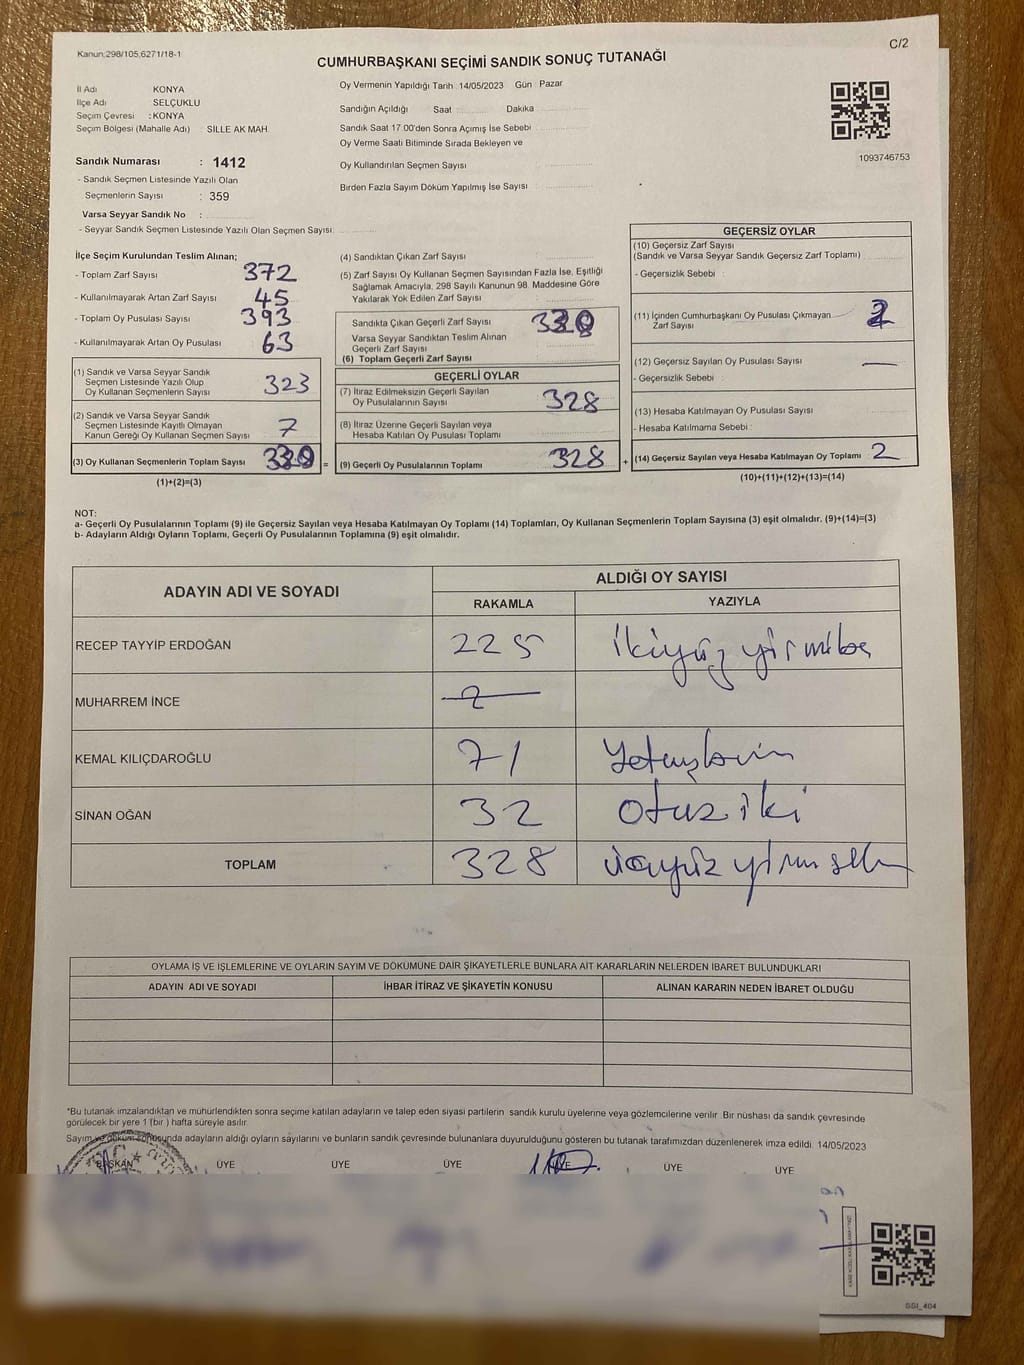 Kanun:298/105,6271/18-1
C/2
CUMHURBAŞKANI SEÇİMİ SANDIK SONUÇ TUTANAĞI
İl Adı KONYA
İlçe Adı SELÇUKLU
Seçim Çevresi : KONYA
Seçim Bölgesi (Mahalle Adı) : SİLLE AK MAH.
Sandık Numarası : 1412
- Sandık Seçmen Listesinde Yazılı Olan
Seçmenlerin Sayısı : 359
Varsa Seyyar Sandık No :
- Seyyar Sandık Seçmen Listesinde Yazılı Olan Seçmen Sayısı:
Oy Vermenin Yapıldığı Tarih : 14/05/2023 Gün : Pazar
Sandığın Açıldığı Saat Dakika
Sandık Saat 17.00'den Sonra Açımış İse Sebebi
Oy Verme Saati Bitiminde Sırada Bekleyen ve
Oy Kullandırılan Seçmen Sayısı
Birden Fazla Sayım Döküm Yapılmış İse Sayısı
1093746753
İlçe Seçim Kurulundan Teslim Alınan;
- Toplam Zarf Sayısı 372
- Kullanılmayarak Artan Zarf Sayısı 45
- Toplam Oy Pusulası Sayısı 393
- Kullanılmayarak Artan Oy Pusulası 63
(1) Sandık ve Varsa Seyyar Sandık
Seçmen Listesinde Yazılı Olup
Oy Kullanan Seçmenlerin Sayısı 323
(2) Sandık ve Varsa Seyyar Sandık
Seçmen Listesinde Kayıtlı Olmayan
Kanun Gereği Oy Kullanan Seçmen Sayısı 7
(3) Oy Kullanan Seçmenlerin Toplam Sayısı 330 =
(1)+(2)=(3)
(4) Sandıktan Çıkan Zarf Sayısı
(5) Zarf Sayısı Oy Kullanan Seçmen Sayısından Fazla İse, Eşitliği
Sağlamak Amacıyla, 298 Sayılı Kanunun 98. Maddesine Göre
Yakılarak Yok Edilen Zarf Sayısı
Sandıkta Çıkan Geçerli Zarf Sayısı
Varsa Seyyar Sandıktan Teslim Alınan
Geçerli Zarf Sayısı
(6) Toplam Geçerli Zarf Sayısı
GEÇERLİ OYLAR
(7) İtiraz Edilmeksizin Geçerli Sayılan
Oy Pusulalarının Sayısı 328
(8) İtiraz Üzerine Geçerli Sayılan veya
Hesaba Katılan Oy Pusulası Toplamı
(9) Geçerli Oy Pusulalarının Toplamı 328 +
GEÇERSİZ OYLAR
(10) Geçersiz Zarf Sayısı
(Sandık ve Varsa Seyyar Sandık Geçersiz Zarf Toplamı)
- Geçersizlik Sebebi :
(11) İçinden Cumhurbaşkanı Oy Pusulası Çıkmayan
Zarf Sayısı 2
(12) Geçersiz Sayılan Oy Pusulası Sayısı —
- Geçersizlik Sebebi :
(13) Hesaba Katılmayan Oy Pusulası Sayısı
- Hesaba Katılmama Sebebi :
(14) Geçersiz Sayılan veya Hesaba Katılmayan Oy Toplamı 2
(10)+(11)+(12)+(13)=(14)
NOT:
a- Geçerli Oy Pusulalarının Toplamı (9) ile Geçersiz Sayılan veya Hesaba Katılmayan Oy Toplamı (14) Toplamları, Oy Kullanan Seçmenlerin Toplam Sayısına (3) eşit olmalıdır. (9)+(14)=(3)
b- Adayların Aldığı Oyların Toplamı, Geçerli Oy Pusulalarının Toplamına (9) eşit olmalıdır.
ADAYIN ADI VE SOYADI ALDIĞI OY SAYISI
RAKAMLA YAZIYLA
RECEP TAYYİP ERDOĞAN 225 ikiyüz yirmibeş
MUHARREM İNCE
KEMAL KILIÇDAROĞLU 71 Yetmişbir
SİNAN OĞAN 32 otuz iki
TOPLAM 328 üçyüz yirmi sekiz
OYLAMA İŞ VE İŞLEMLERİNE VE OYLARIN SAYIM VE DÖKÜMÜNE DAİR ŞİKAYETLERLE BUNLARA AİT KARARLARIN NELERDEN İBARET BULUNDUKLARI
ADAYIN ADI VE SOYADI İHBAR İTİRAZ VE ŞİKAYETİN KONUSU ALINAN KARARIN NEDEN İBARET OLDUĞU
*Bu tutanak imzalandıktan ve mühürlendikten sonra seçime katılan adayların ve talep eden siyasi partilerin sandık kurulu üyelerine veya gözlemcilerine verilir. Bir nüshası da sandık çevresinde
görülecek bir yere 1 (bir ) hafta süreyle asılır.
Sayım ve döküm sonucunda adayların aldığı oyların sayılarını ve bunların sandık çevresinde bulunanlara duyurulduğunu gösteren bu tutanak tarafımızdan düzenlenerek imza edildi. 14/05/2023
BAŞKAN ÜYE ÜYE ÜYE ÜYE ÜYE ÜYE
GSI_404